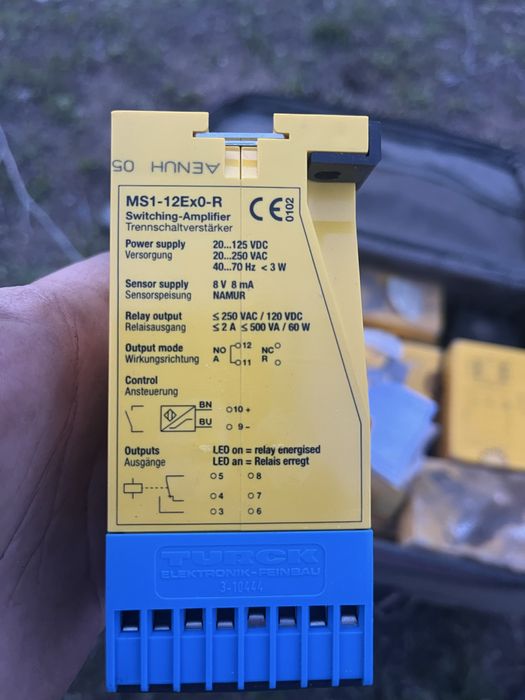 AENUH 05
MS1-12Ex0-R
Switching-Amplifier
Trennschaltverstärker
CE 0102
Power supply 20...125 VDC
Versorgung 20...250 VAC
40...70 Hz < 3 W
Sensor supply 8 V 8 mA
Sensorspeisung NAMUR
Relay output ≤ 250 VAC / 120 VDC
Relaisausgang ≤ 2 A ≤ 500 VA / 60 W
Output mode NO 12 NC
Wirkungsrichtung A 11 R
Control
Ansteuerung
BN 10 +
BU 9 -
Outputs LED on = relay energised
Ausgänge LED an = Relais erregt
5 8
4 7
3 6
TURCK
ELEKTRONIK-FEINBAU
3-10444